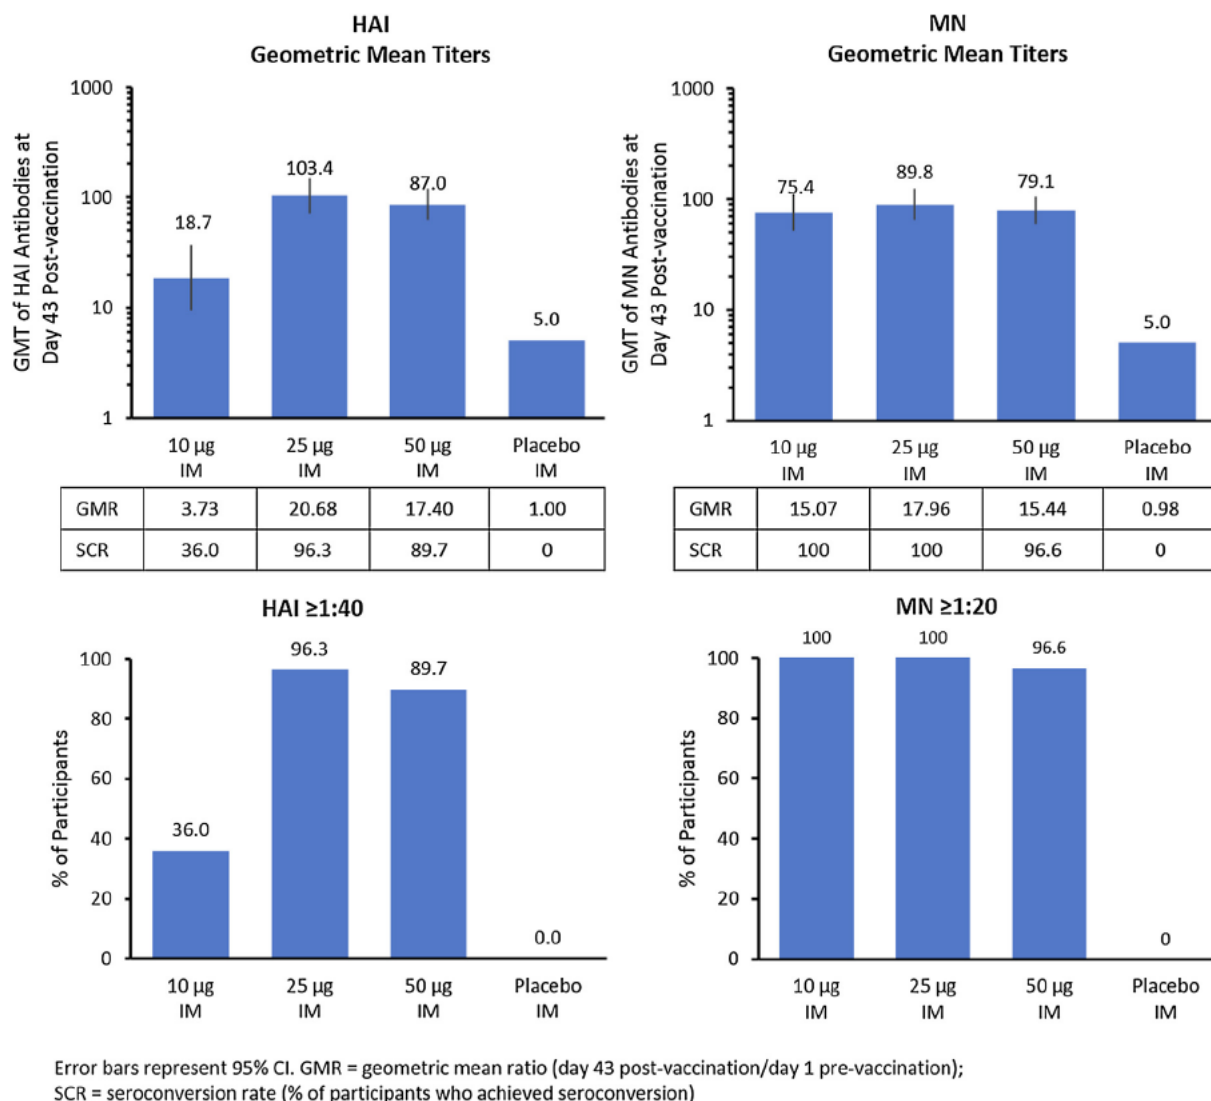 HAI
Geometric Mean Titers
GMT of HAI Antibodies at
Day 43 Post-vaccination
1000
100
10
1
18.7
103.4
87.0
5.0
10 µg
IM
25 µg
IM
50 µg
IM
Placebo
IM
GMR 3.73 20.68 17.40 1.00
SCR 36.0 96.3 89.7 0
MN
Geometric Mean Titers
GMT of MN Antibodies at
Day 43 Post-vaccination
1000
100
10
1
75.4
89.8
79.1
5.0
10 µg
IM
25 µg
IM
50 µg
IM
Placebo
IM
GMR 15.07 17.96 15.44 0.98
SCR 100 100 96.6 0
HAI ≥1:40
% of Participants
100
80
60
40
20
0
36.0
96.3
89.7
0.0
10 µg
IM
25 µg
IM
50 µg
IM
Placebo
IM
MN ≥1:20
% of Participants
100
80
60
40
20
0
100
100
96.6
0
10 µg
IM
25 µg
IM
50 µg
IM
Placebo
IM
Error bars represent 95% CI. GMR = geometric mean ratio (day 43 post-vaccination/day 1 pre-vaccination);
SCR = seroconversion rate (% of participants who achieved seroconversion)